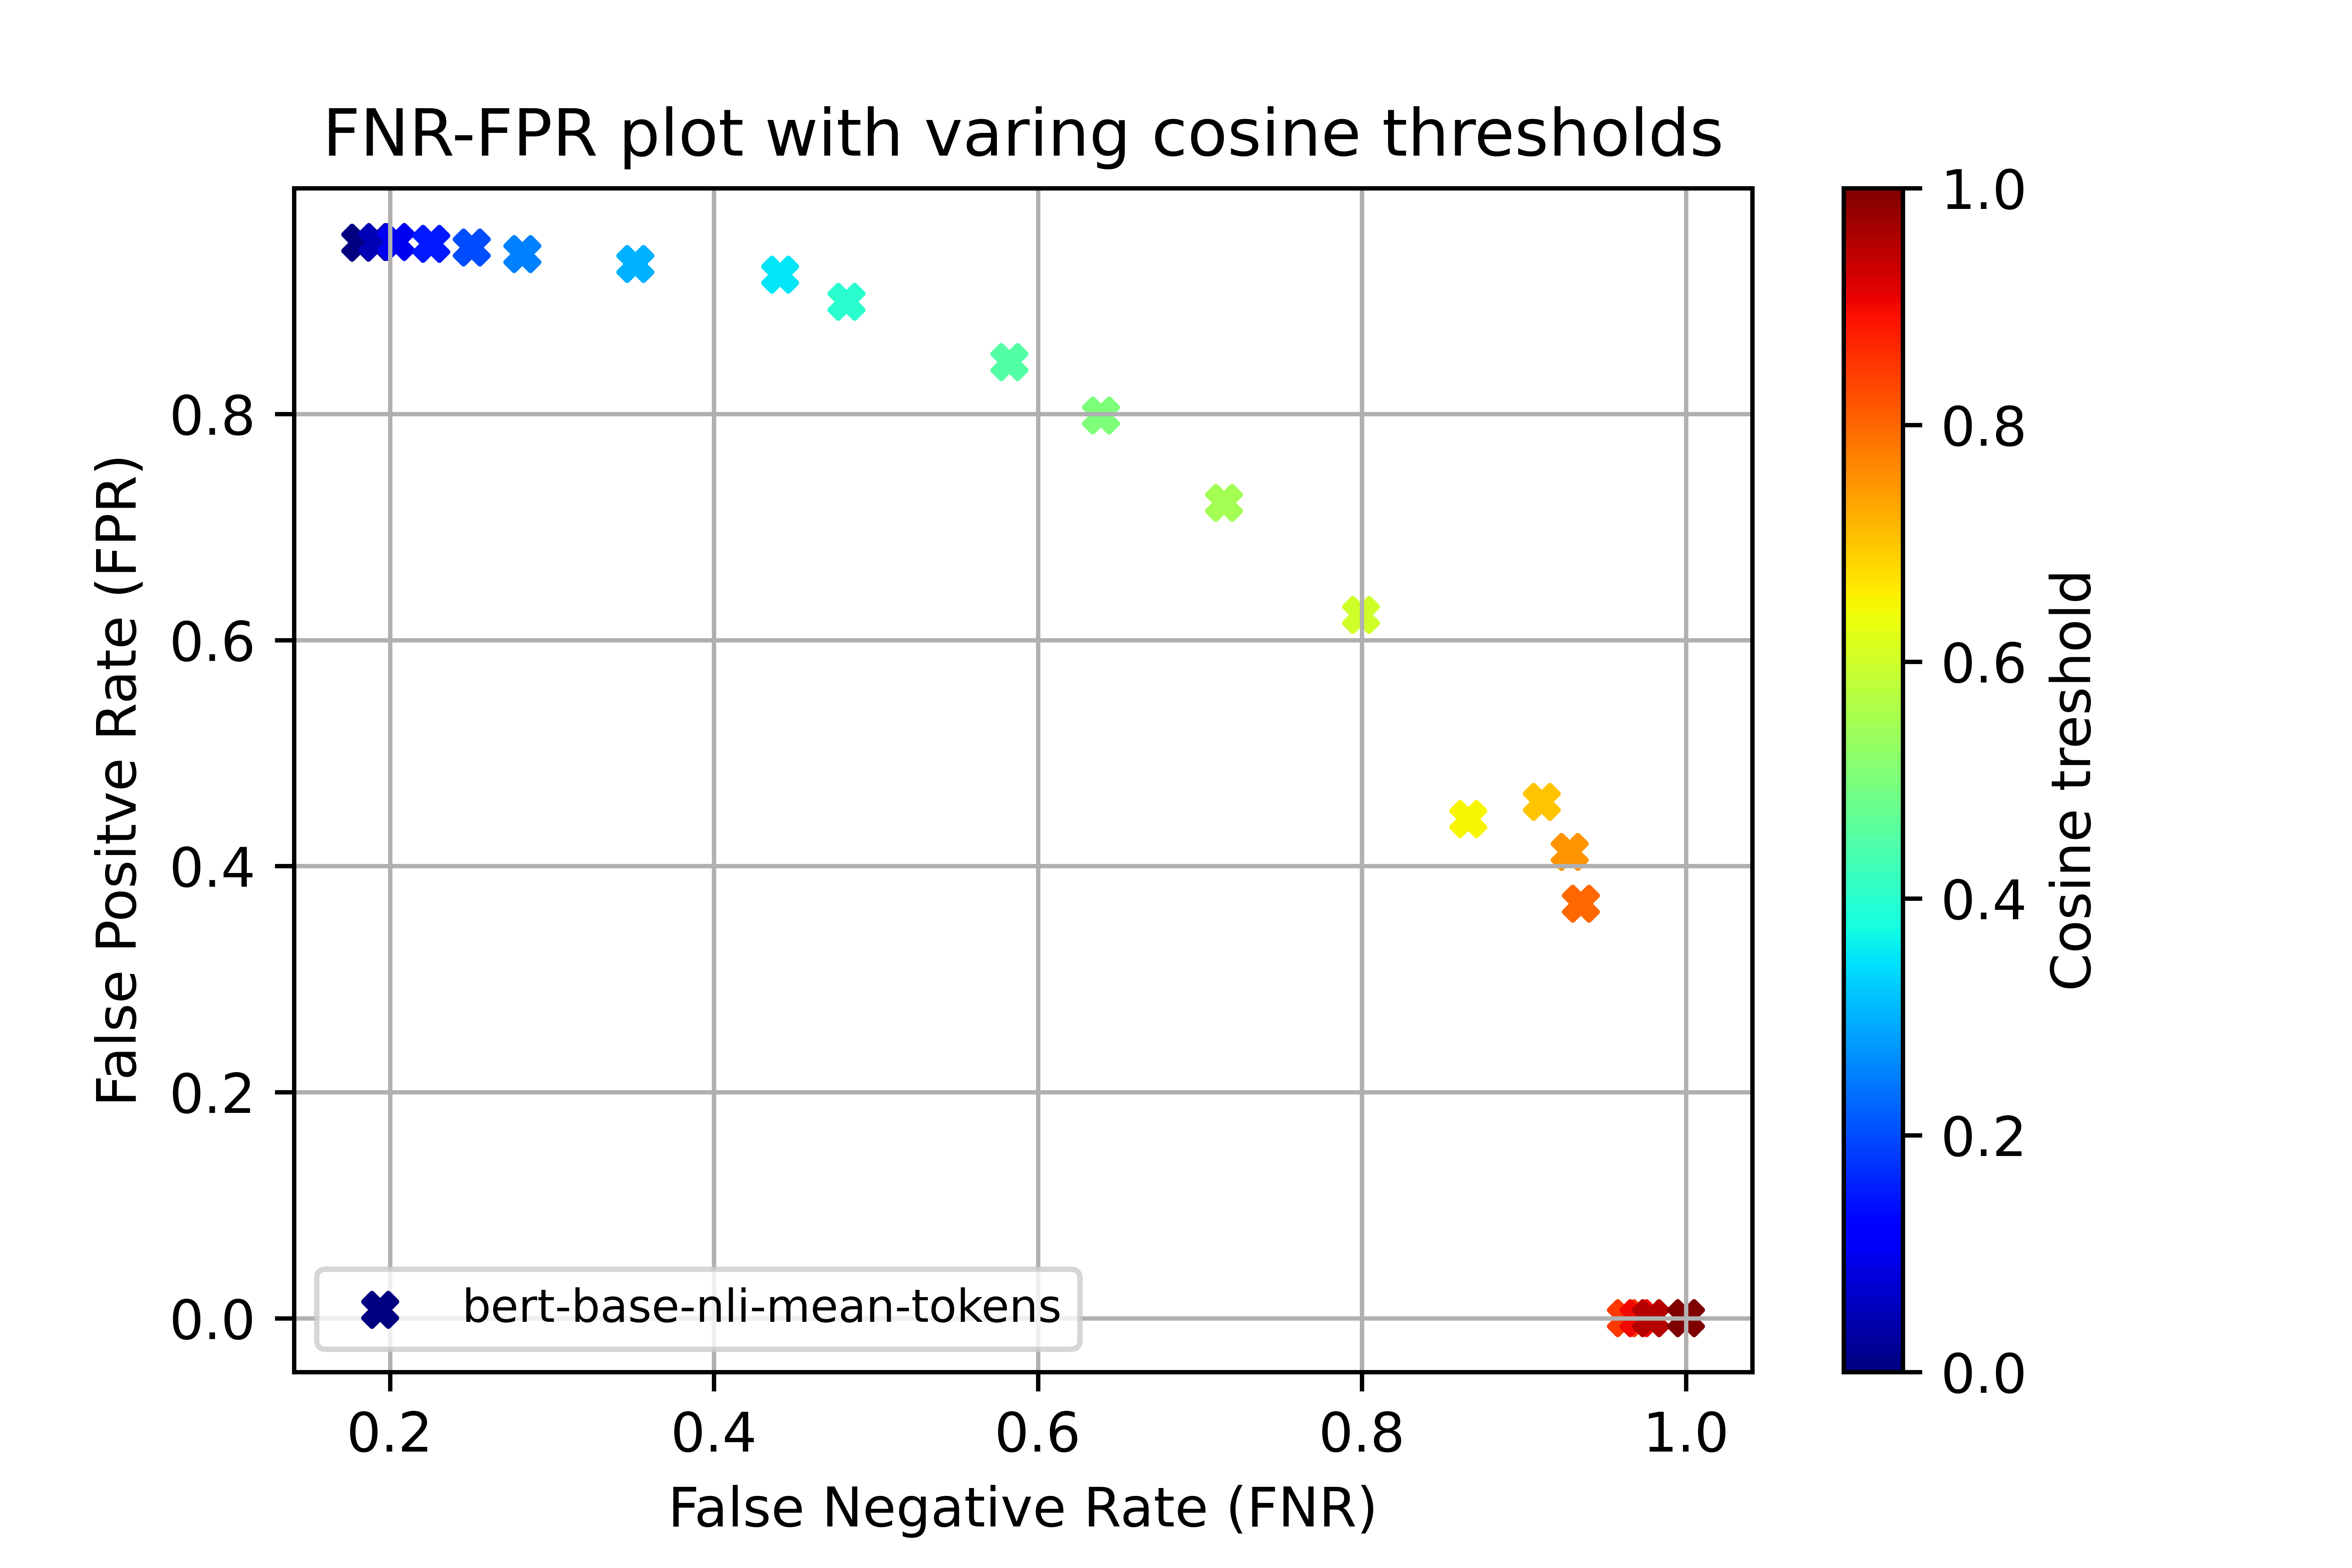 FNR-FPR plot with varing cosine thresholds
False Positive Rate (FPR)
0.8
0.6
0.4
0.2
0.0
bert-base-nli-mean-tokens
0.2 0.4 0.6 0.8 1.0
False Negative Rate (FNR)
1.0
0.8
0.6
0.4
0.2
0.0
Cosine treshold